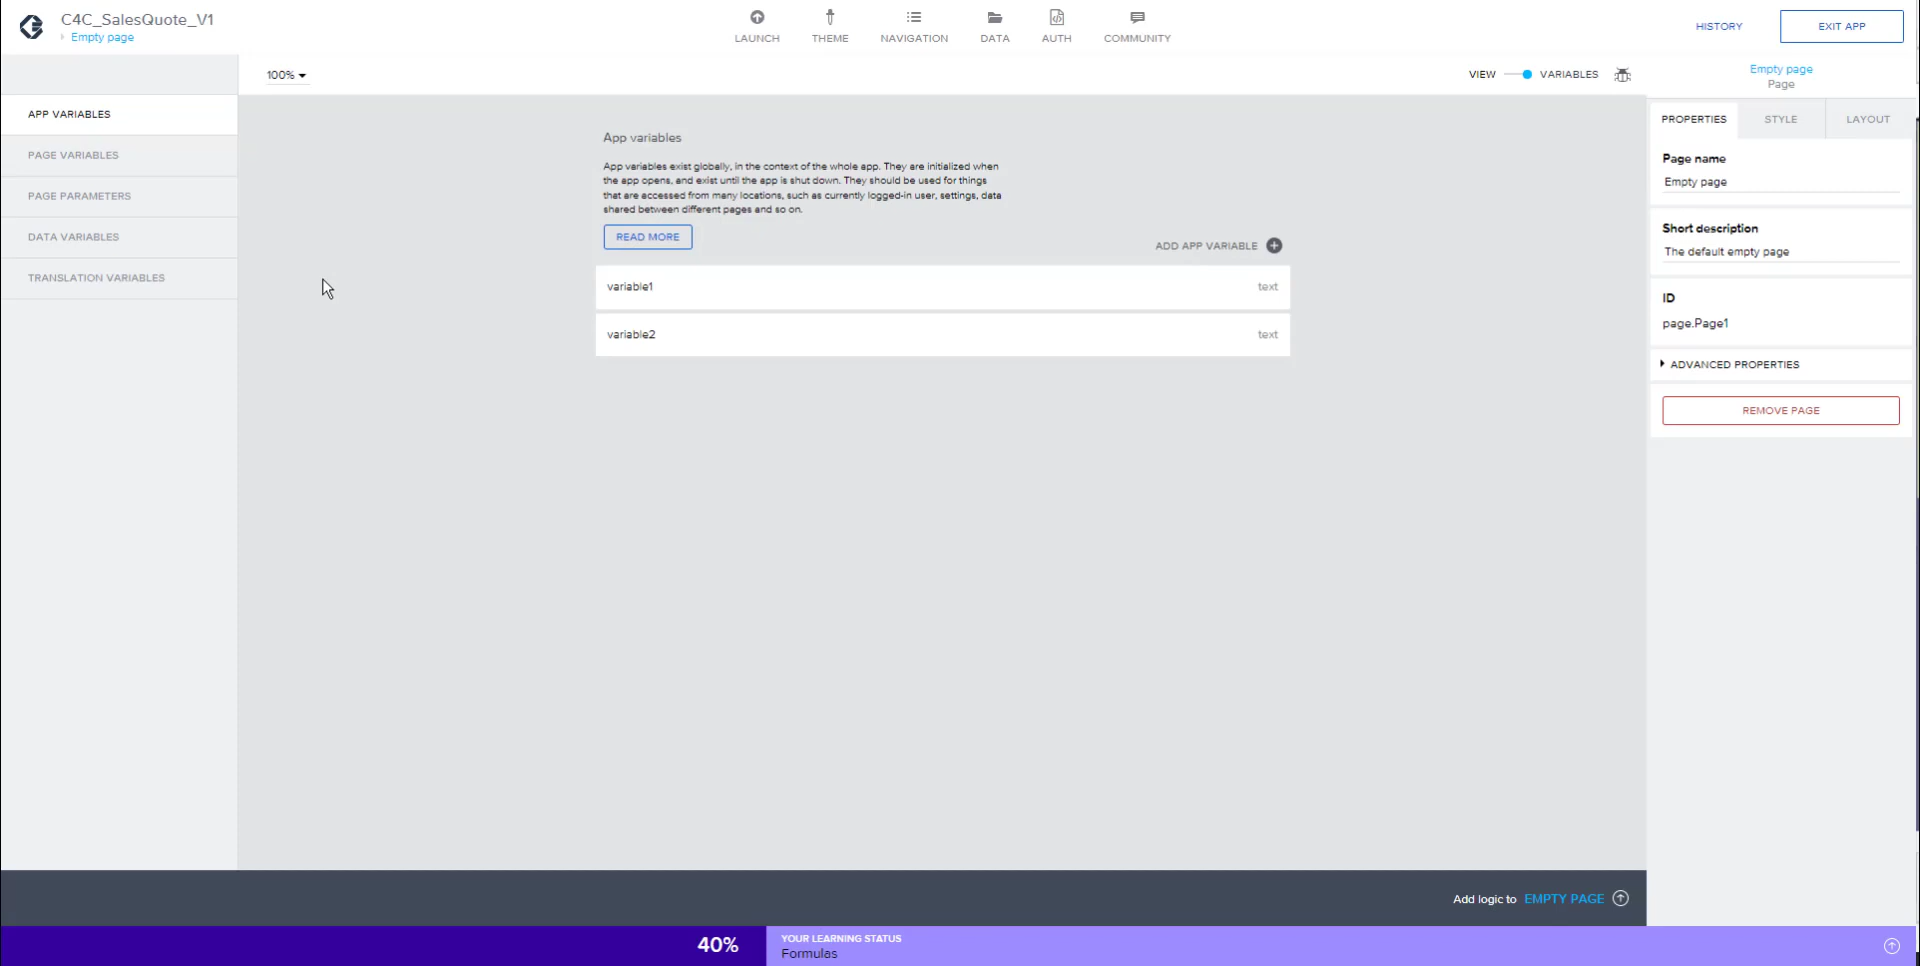 C4C_SalesQuote_V1
Empty page
LAUNCH
THEME
NAVIGATION
DATA
AUTH
COMMUNITY
HISTORY
EXIT APP
100%
VIEW
VARIABLES
Empty page
Page
APP VARIABLES
PAGE VARIABLES
PAGE PARAMETERS
DATA VARIABLES
TRANSLATION VARIABLES
App variables
App variables exist globally, in the context of the whole app. They are initialized when
the app opens, and exist until the app is shut down. They should be used for things
that are accessed from many locations, such as currently logged-in user, settings, data
shared between different pages and so on.
READ MORE
ADD APP VARIABLE
variable1
text
variable2
text
PROPERTIES
STYLE
LAYOUT
Page name
Empty page
Short description
The default empty page
ID
page.Page1
ADVANCED PROPERTIES
REMOVE PAGE
Add logic to EMPTY PAGE
40%
YOUR LEARNING STATUS
Formulas